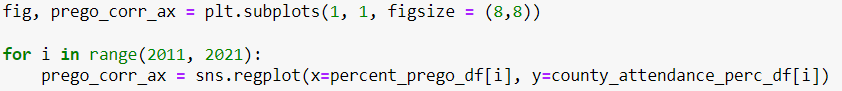 fig, prego_corr_ax = plt.subplots(1, 1, figsize = (8,8))
for i in range(2011, 2021):
    prego_corr_ax = sns.regplot(x=percent_prego_df[i], y=county_attendance_perc_df[i])